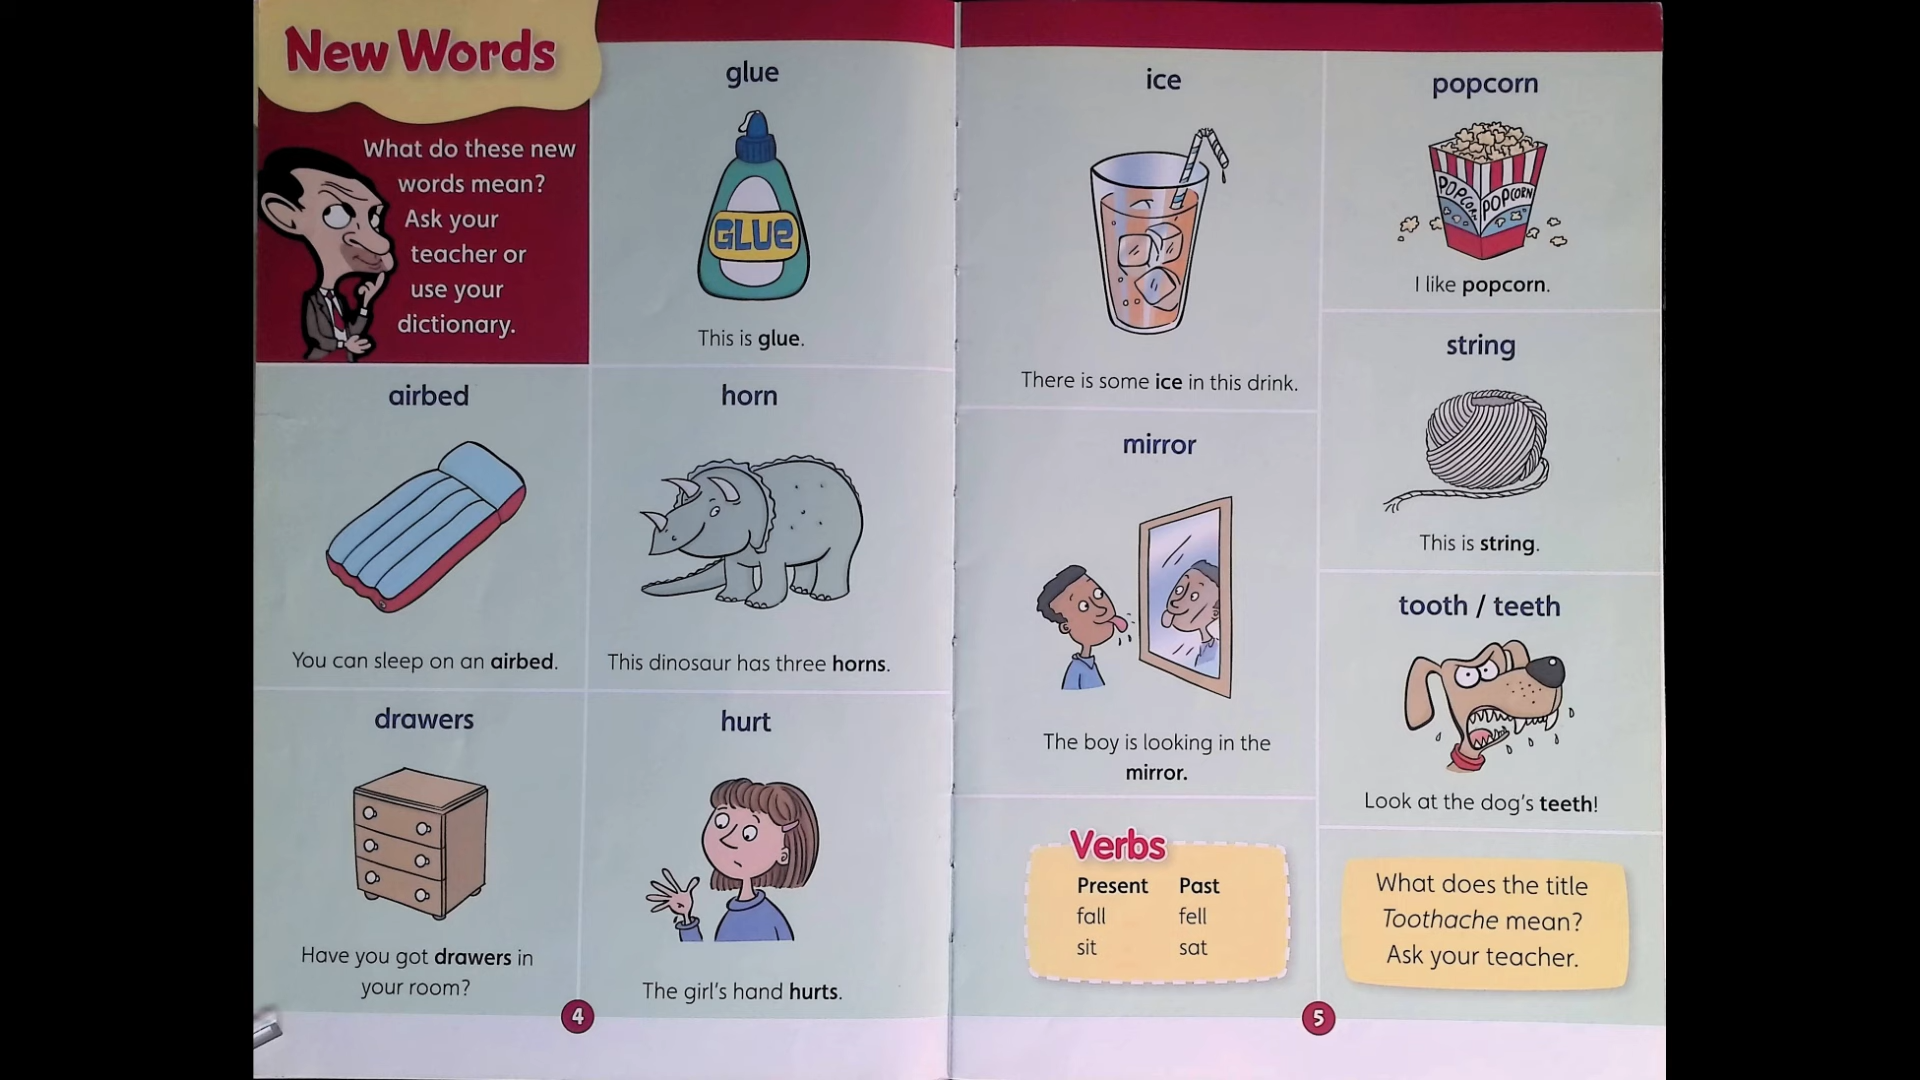 New Words
What do these new
words mean?
Ask your
teacher or
use your
dictionary.
glue
GLUE
This is glue.
airbed
You can sleep on an airbed.
horn
This dinosaur has three horns.
drawers
Have you got drawers in
your room?
hurt
The girl's hand hurts.
4
ice
There is some ice in this drink.
mirror
The boy is looking in the
mirror.
Verbs
Present Past
fall fell
sit sat
popcorn
POPCORN POPCORN
I like popcorn.
string
This is string.
tooth / teeth
Look at the dog's teeth!
What does the title
Toothache mean?
Ask your teacher.
5